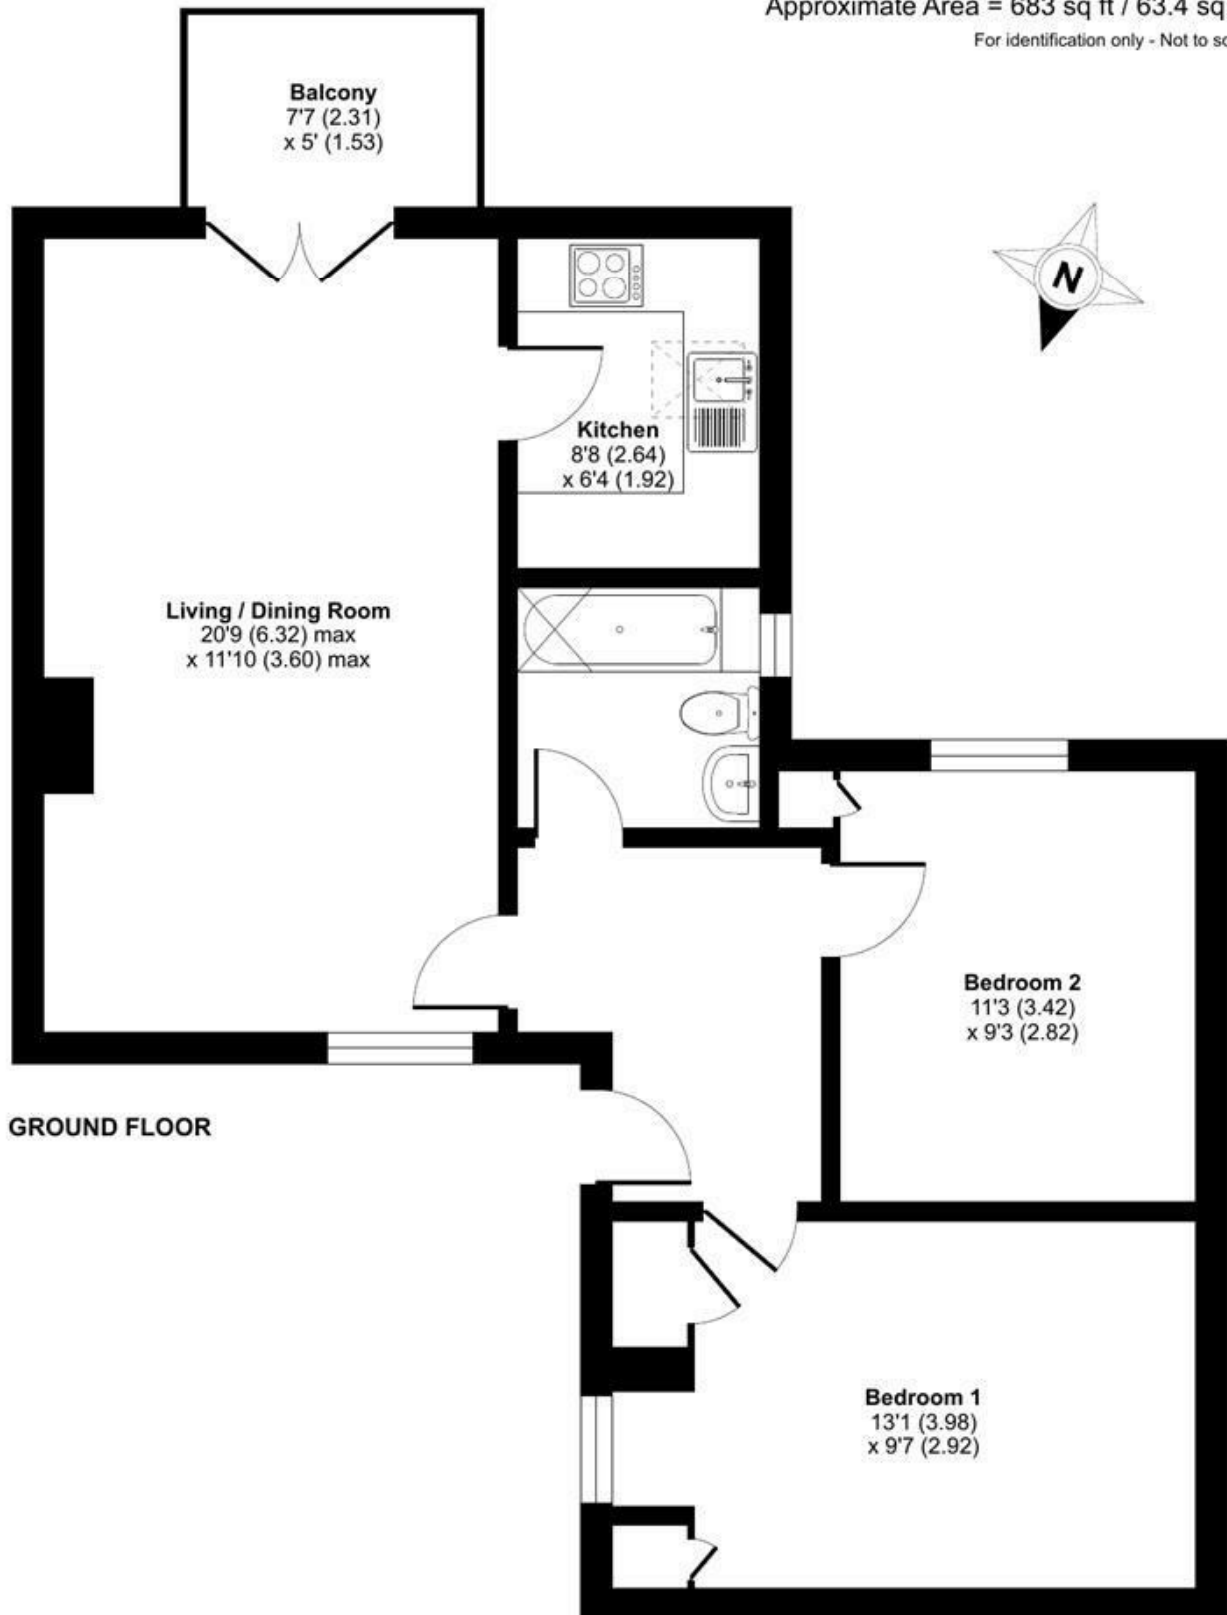 Approximate Area = 683 sq ft / 63.4 sq
For identification only - Not to
Balcony
7'7 (2.31)
x 5' (1.53)
N
Kitchen
8'8 (2.64)
x 6'4 (1.92)
Living / Dining Room
20'9 (6.32) max
x 11'10 (3.60) max
Bedroom 2
11'3 (3.42)
x 9'3 (2.82)
GROUND FLOOR
Bedroom 1
13'1 (3.98)
x 9'7 (2.92)